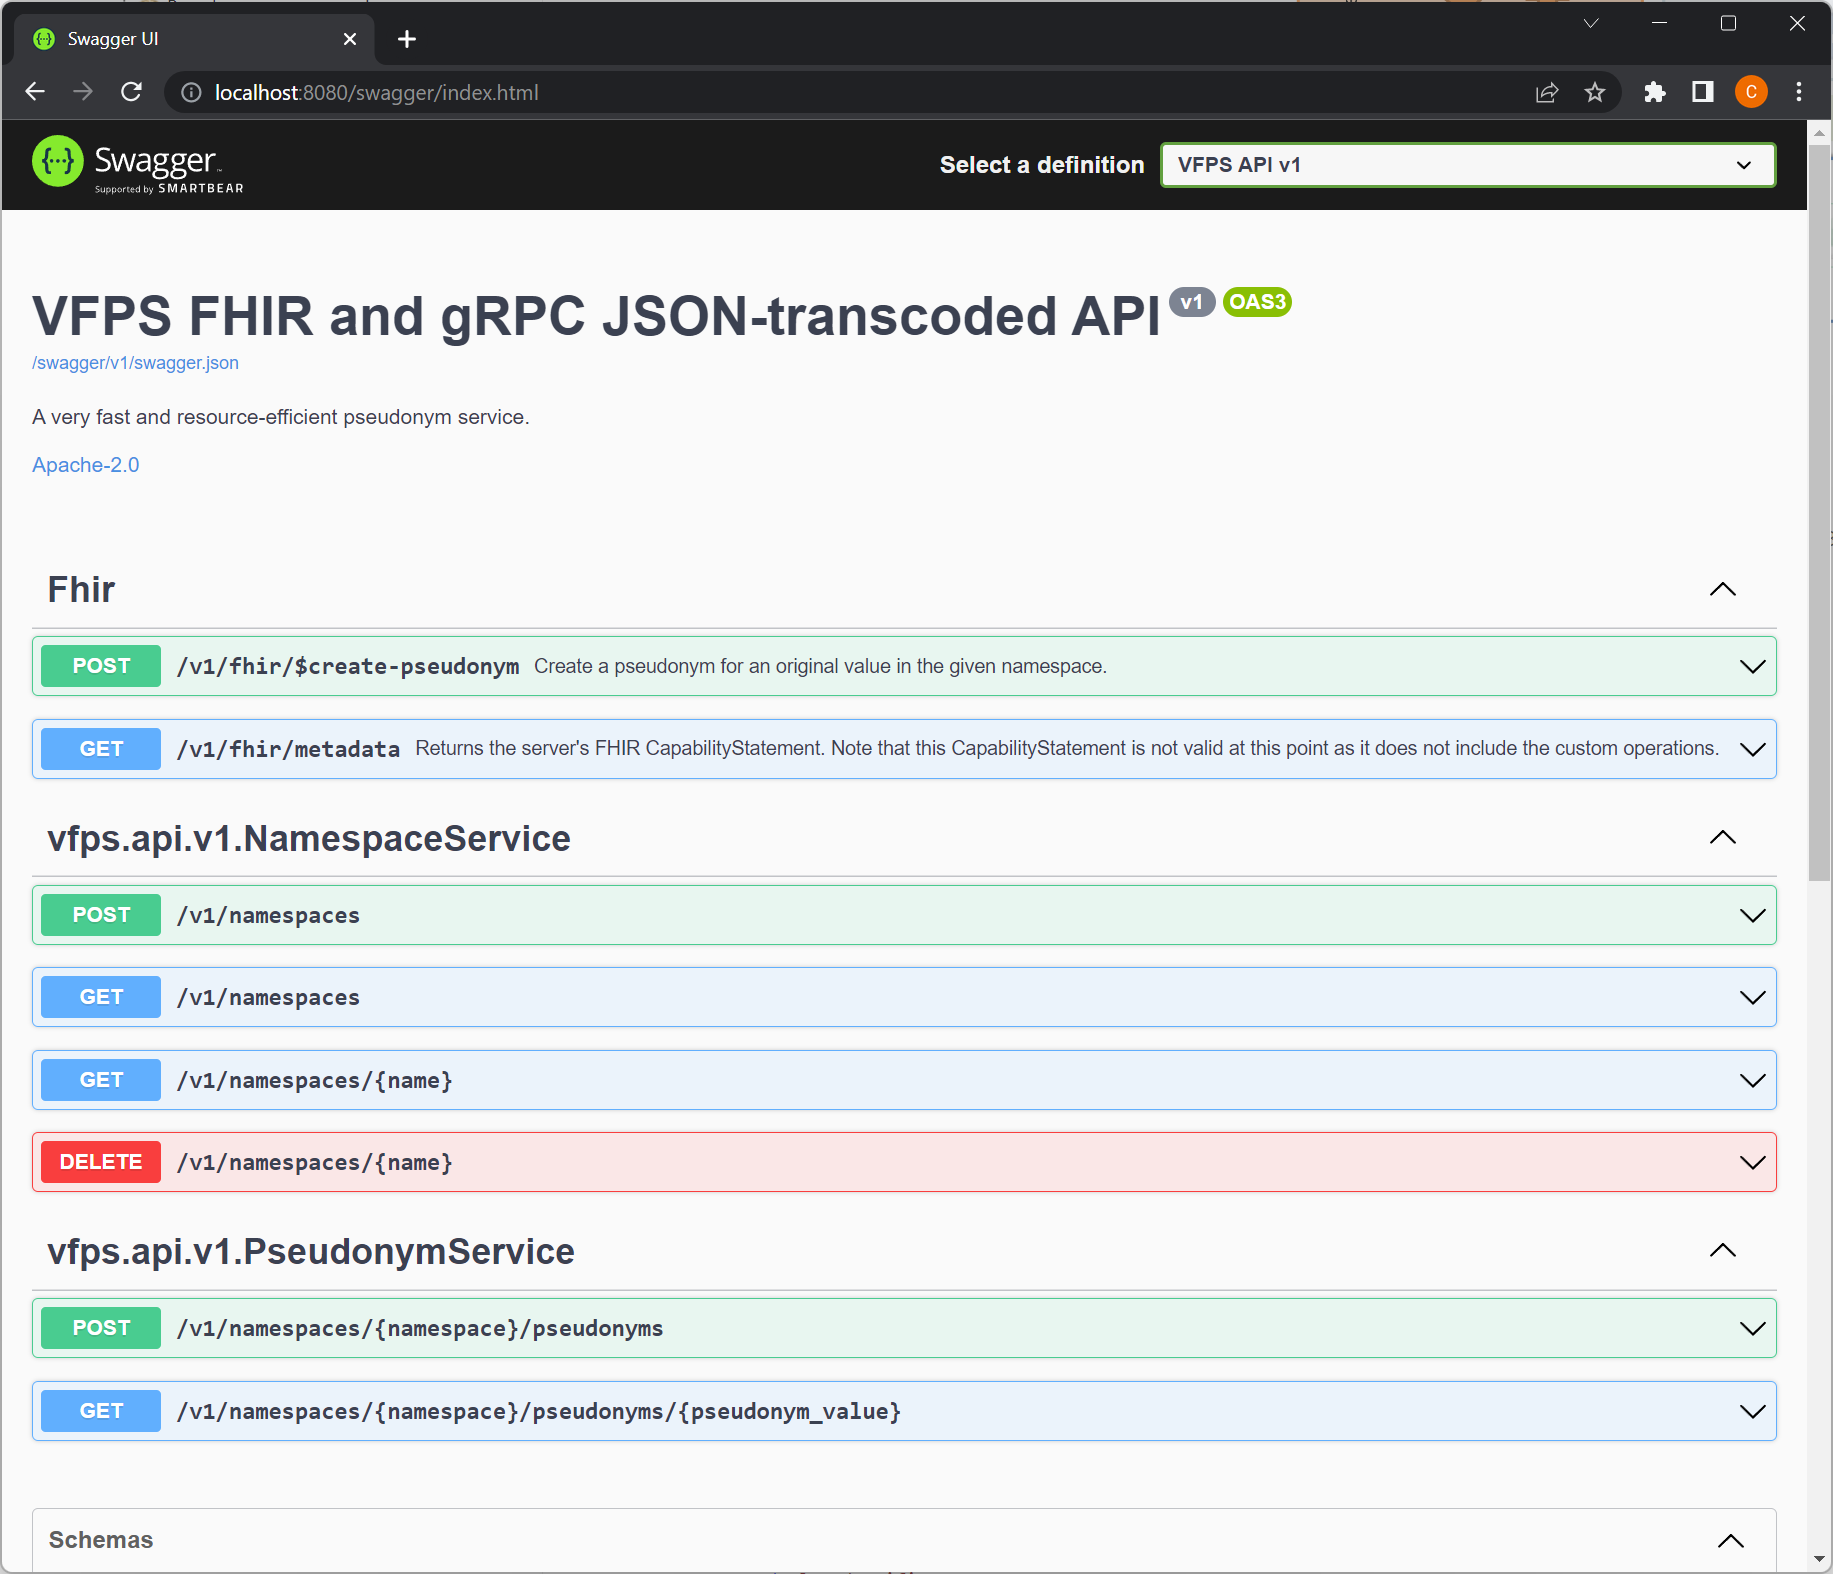 Swagger UI
localhost:8080/swagger/index.html
C
Swagger
Supported by SMARTBEAR
Select a definition
VFPS API v1
VFPS FHIR and gRPC JSON-transcoded API v1 OAS3
/swagger/v1/swagger.json
A very fast and resource-efficient pseudonym service.
Apache-2.0
Fhir
POST /v1/fhir/$create-pseudonym Create a pseudonym for an original value in the given namespace.
GET /v1/fhir/metadata Returns the server's FHIR CapabilityStatement. Note that this CapabilityStatement is not valid at this point as it does not include the custom operations.
vfps.api.v1.NamespaceService
POST /v1/namespaces
GET /v1/namespaces
GET /v1/namespaces/{name}
DELETE /v1/namespaces/{name}
vfps.api.v1.PseudonymService
POST /v1/namespaces/{namespace}/pseudonyms
GET /v1/namespaces/{namespace}/pseudonyms/{pseudonym_value}
Schemas